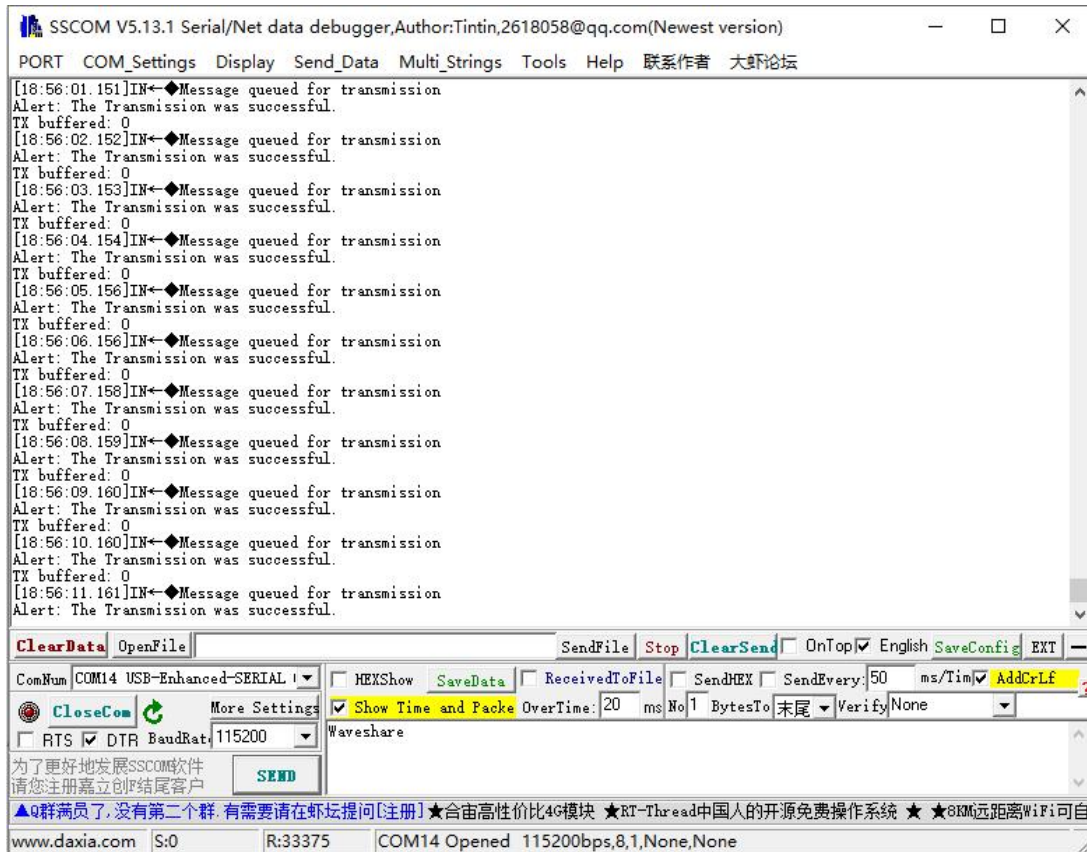 SSCOM V5.13.1 Serial/Net data debugger,Author:Tintin,2618058@qq.com(Newest version)
PORT COM_Settings Display Send_Data Multi_Strings Tools Help 联系作者 大虾论坛
[18:56:01.151]IN←◆Message queued for transmission
Alert: The Transmission was successful.
TX buffered: 0
[18:56:02.152]IN←◆Message queued for transmission
Alert: The Transmission was successful.
TX buffered: 0
[18:56:03.153]IN←◆Message queued for transmission
Alert: The Transmission was successful.
TX buffered: 0
[18:56:04.154]IN←◆Message queued for transmission
Alert: The Transmission was successful.
TX buffered: 0
[18:56:05.156]IN←◆Message queued for transmission
Alert: The Transmission was successful.
TX buffered: 0
[18:56:06.156]IN←◆Message queued for transmission
Alert: The Transmission was successful.
TX buffered: 0
[18:56:07.158]IN←◆Message queued for transmission
Alert: The Transmission was successful.
TX buffered: 0
[18:56:08.159]IN←◆Message queued for transmission
Alert: The Transmission was successful.
TX buffered: 0
[18:56:09.160]IN←◆Message queued for transmission
Alert: The Transmission was successful.
TX buffered: 0
[18:56:10.160]IN←◆Message queued for transmission
Alert: The Transmission was successful.
TX buffered: 0
[18:56:11.161]IN←◆Message queued for transmission
Alert: The Transmission was successful.
ClearData OpenFile SendFile Stop ClearSend OnTop English SaveConfig EXT
ComNum COM14 USB-Enhanced-SERIAL HEXShow SaveData ReceivedToFile SendHEX SendEvery: 50 ms/Tim AddCrLf
CloseCom More Settings Show Time and Packe OverTime: 20 ms No 1 BytesTo 末尾 Verify None
RTS DTR BaudRat: 115200 Waveshare
为了更好地发展SSCOM软件
请您注册嘉立创F结尾客户 SEND
▲Q群满员了,没有第二个群.有需要请在虾坛提问[注册] ★合宙高性价比4G模块 ★RT-Thread中国人的开源免费操作系统 ★ ★8KM远距离WiFi可自
www.daxia.com S:0 R:33375 COM14 Opened 115200bps,8,1,None,None